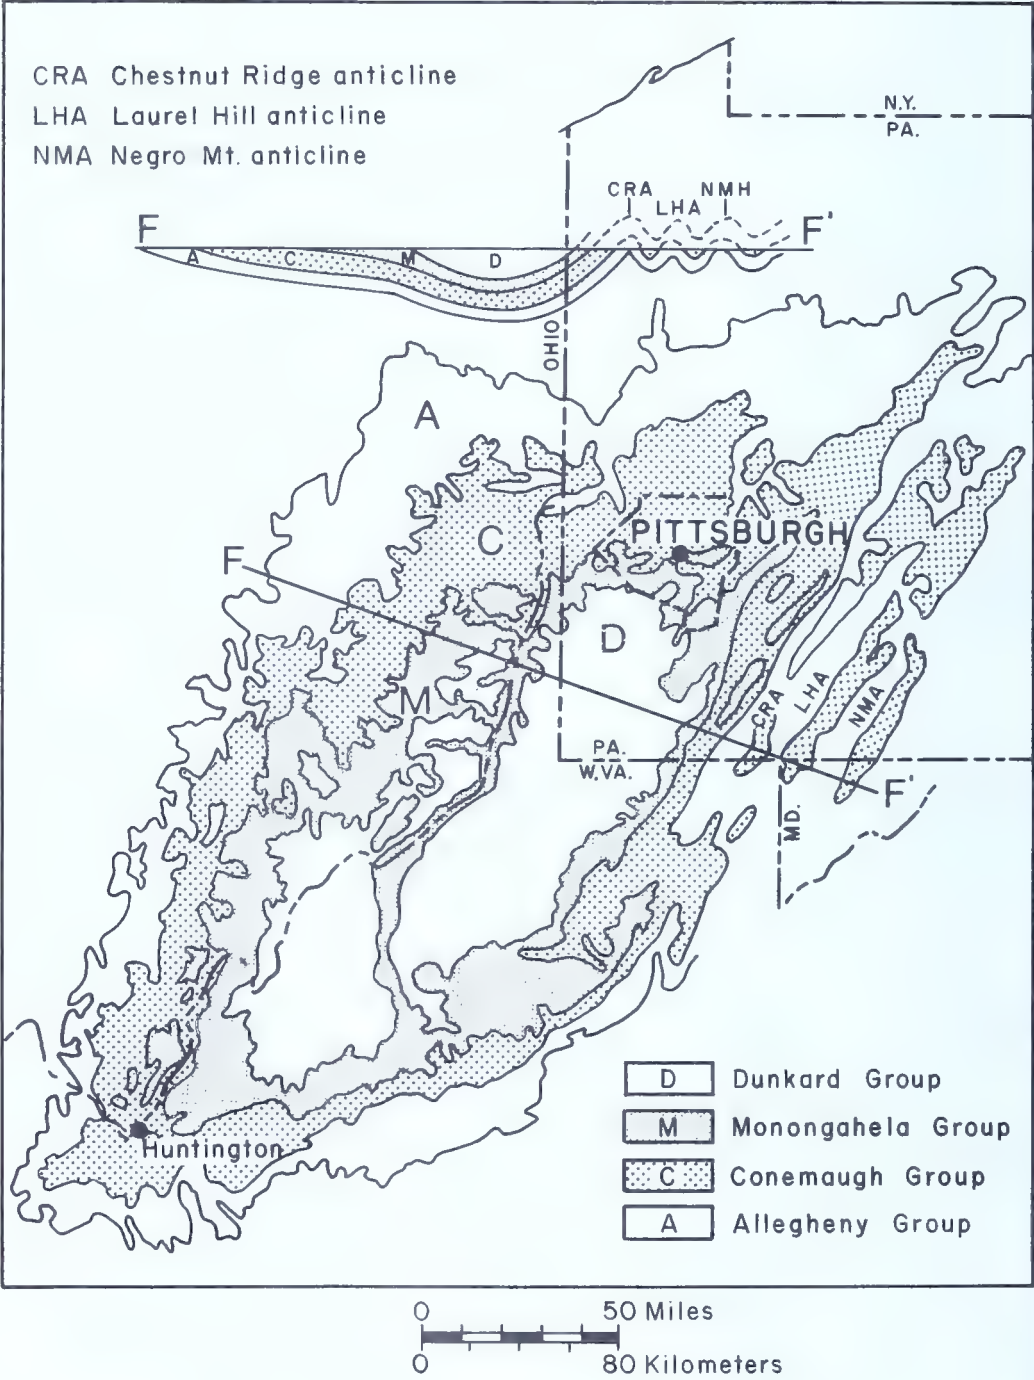 CRA Chestnut Ridge anticline
LHA Laurel Hill anticline
NMA Negro Mt. anticline
N.Y.
PA.
CRA NMH
LHA
F F'
A C M D
OHIO
A
C
PITTSBURGH
F
D
M
CRA
LHA
NMA
PA.
W.VA.
F'
MD.
Huntington
D Dunkard Group
M Monongahela Group
C Conemaugh Group
A Allegheny Group
0 50 Miles
0 80 Kilometers